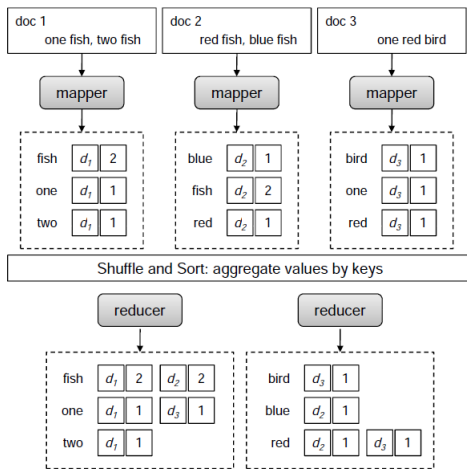 doc 1
one fish, two fish
doc 2
red fish, blue fish
doc 3
one red bird
mapper
mapper
mapper
fish d1 2
one d1 1
two d1 1
blue d2 1
fish d2 2
red d2 1
bird d3 1
one d3 1
red d3 1
Shuffle and Sort: aggregate values by keys
reducer
reducer
fish d1 2 d2 2
one d1 1 d3 1
two d1 1
bird d3 1
blue d2 1
red d2 1 d3 1